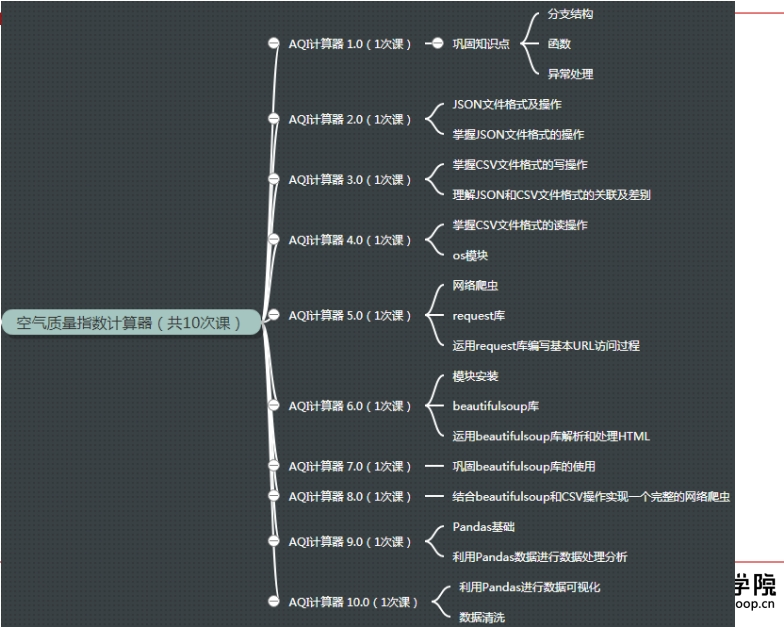 空气质量指数计算器（共10次课）
AQI计算器 1.0（1次课）
巩固知识点
分支结构
函数
异常处理
AQI计算器 2.0（1次课）
JSON文件格式及操作
掌握JSON文件格式的操作
AQI计算器 3.0（1次课）
掌握CSV文件格式的写操作
理解JSON和CSV文件格式的关联及差别
AQI计算器 4.0（1次课）
掌握CSV文件格式的读操作
os模块
AQI计算器 5.0（1次课）
网络爬虫
request库
运用request库编写基本URL访问过程
AQI计算器 6.0（1次课）
模块安装
beautifulsoup库
运用beautifulsoup库解析和处理HTML
AQI计算器 7.0（1次课）
巩固beautifulsoup库的使用
AQI计算器 8.0（1次课）
结合beautifulsoup和CSV操作实现一个完整的网络爬虫
AQI计算器 9.0（1次课）
Pandas基础
利用Pandas数据进行数据处理分析
AQI计算器 10.0（1次课）
利用Pandas进行数据可视化
数据清洗
学院
oop.cn